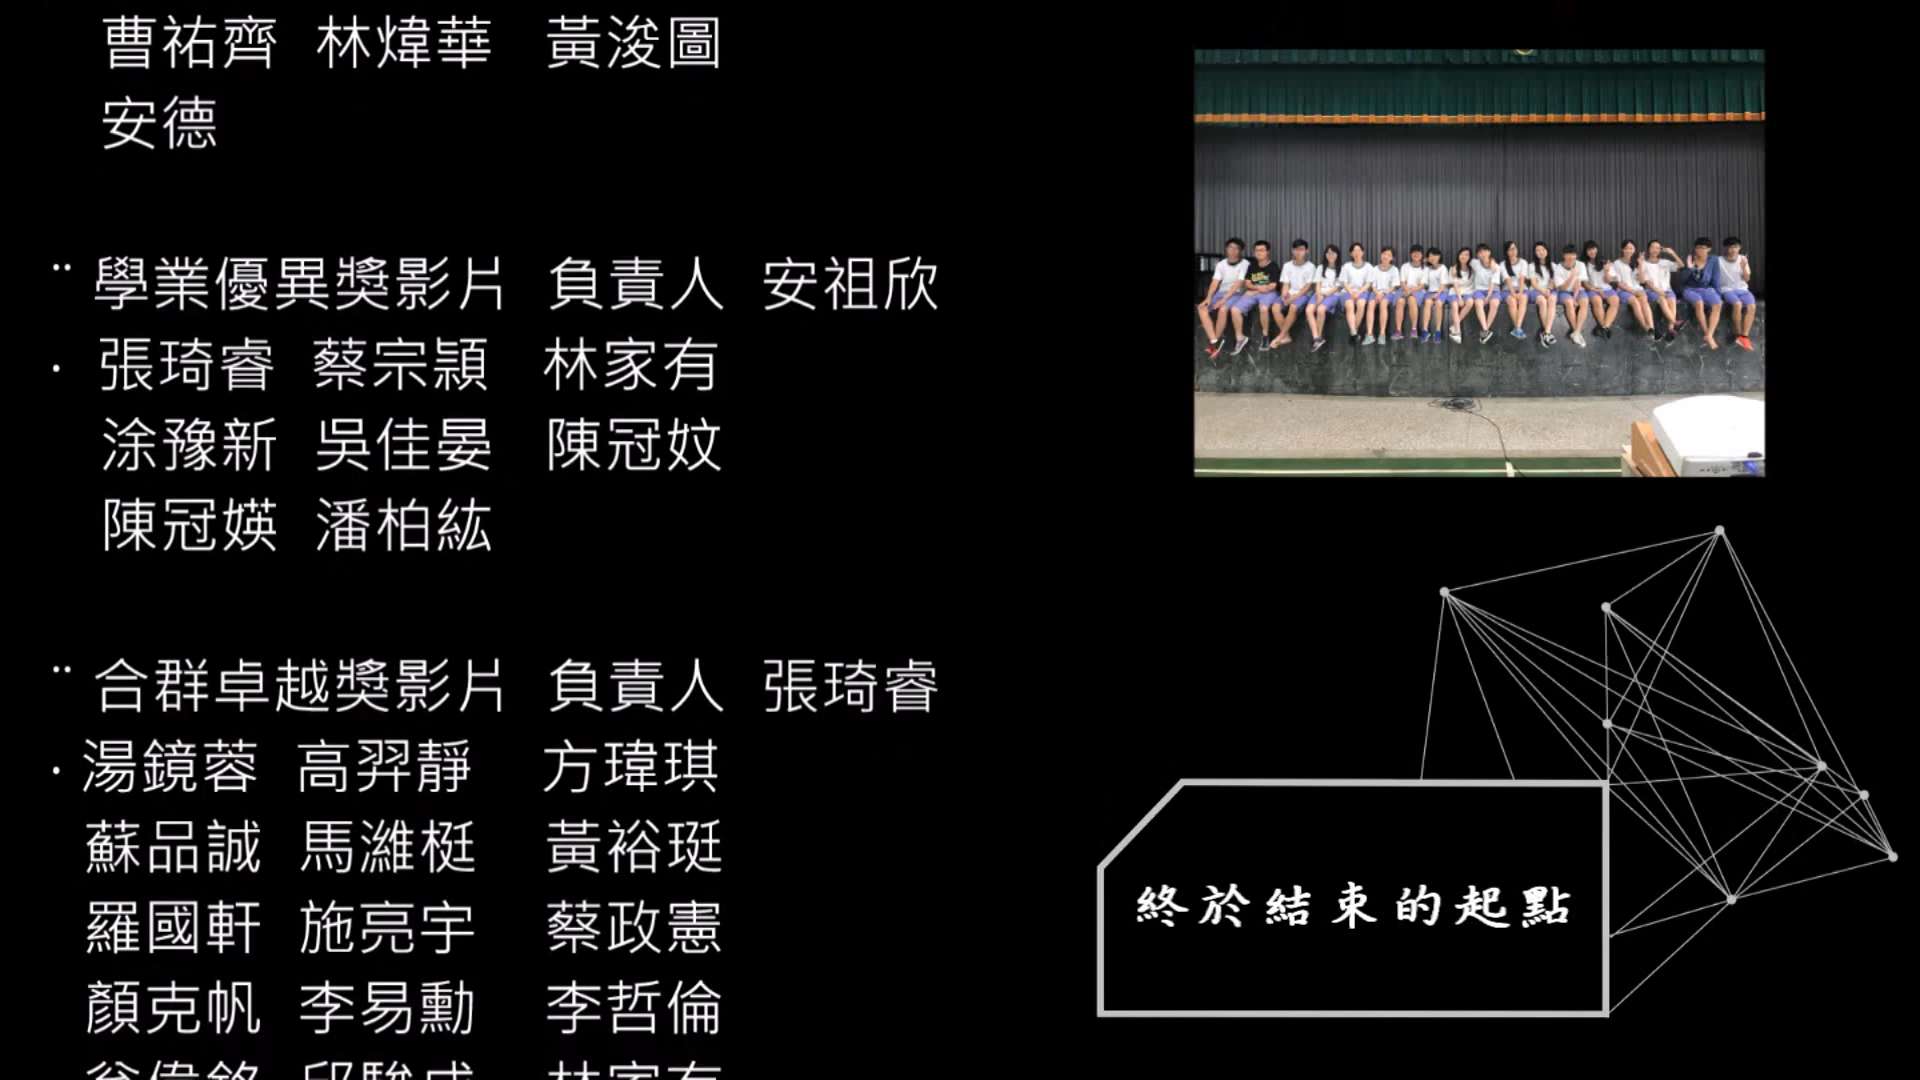 曹祐齊 林煒華 黃浚圖
安德
¨ 學業優異獎影片 負責人 安祖欣
· 張琦睿 蔡宗穎 林家有
涂豫新 吳佳晏 陳冠妏
陳冠媖 潘柏紘
¨ 合群卓越獎影片 負責人 張琦睿
· 湯鏡蓉 高羿靜 方瑋琪
蘇品誠 馬濰梃 黃裕珽
羅國軒 施亮宇 蔡政憲
顏克帆 李易勳 李哲倫
終於結束的起點